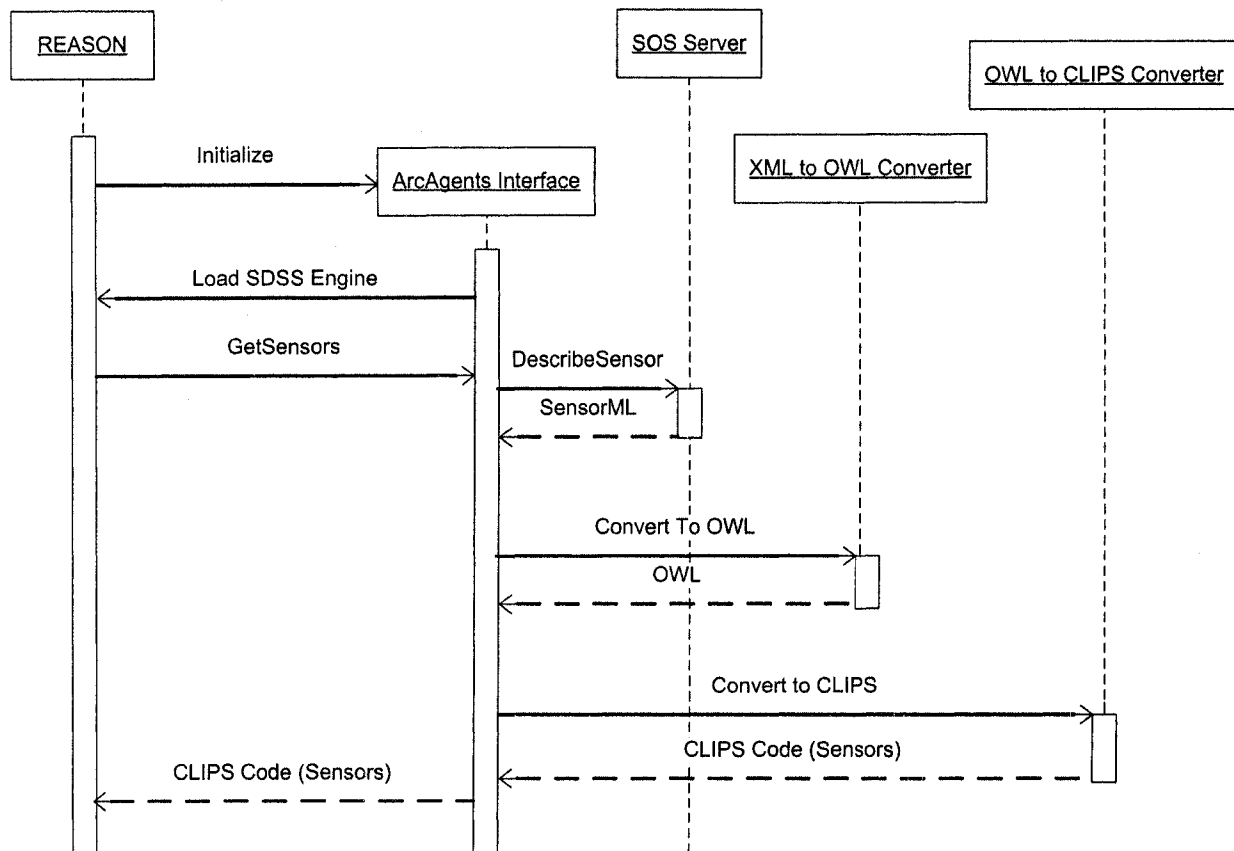 REASON
SOS Server
OWL to CLIPS Converter
Initialize
ArcAgents Interface
XML to OWL Converter
Load SDSS Engine
GetSensors
DescribeSensor
SensorML
Convert To OWL
OWL
Convert to CLIPS
CLIPS Code (Sensors)
CLIPS Code (Sensors)